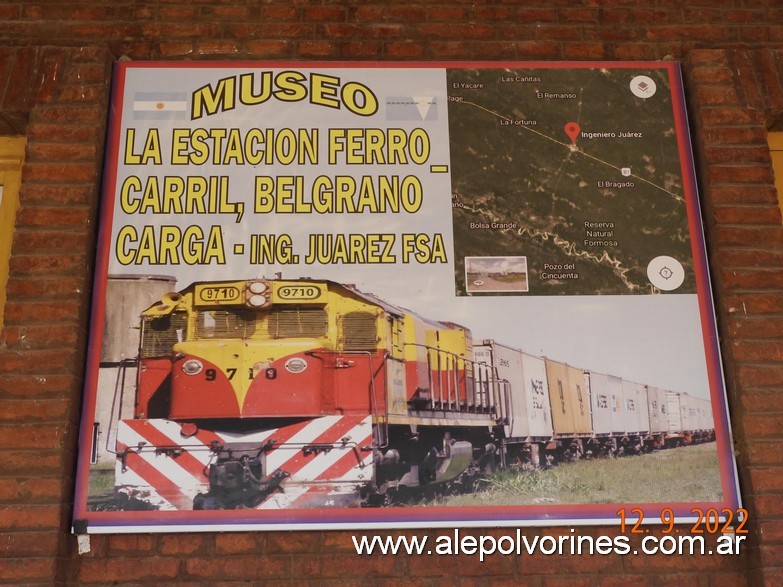 MUSEO
LA ESTACION FERRO_
CARRIL, BELGRANO
CARGA - ING. JUAREZ FSA
El Yacare
Las Cañitas
El Remanso
La Fortuna
Ingeniero Juárez
El Bragado
Bolsa Grande
Reserva
Natural
Formosa
Pozo del
Cincuenta
9710
9710
9710
12. 9. 2022
www.alepolvorines.com.ar